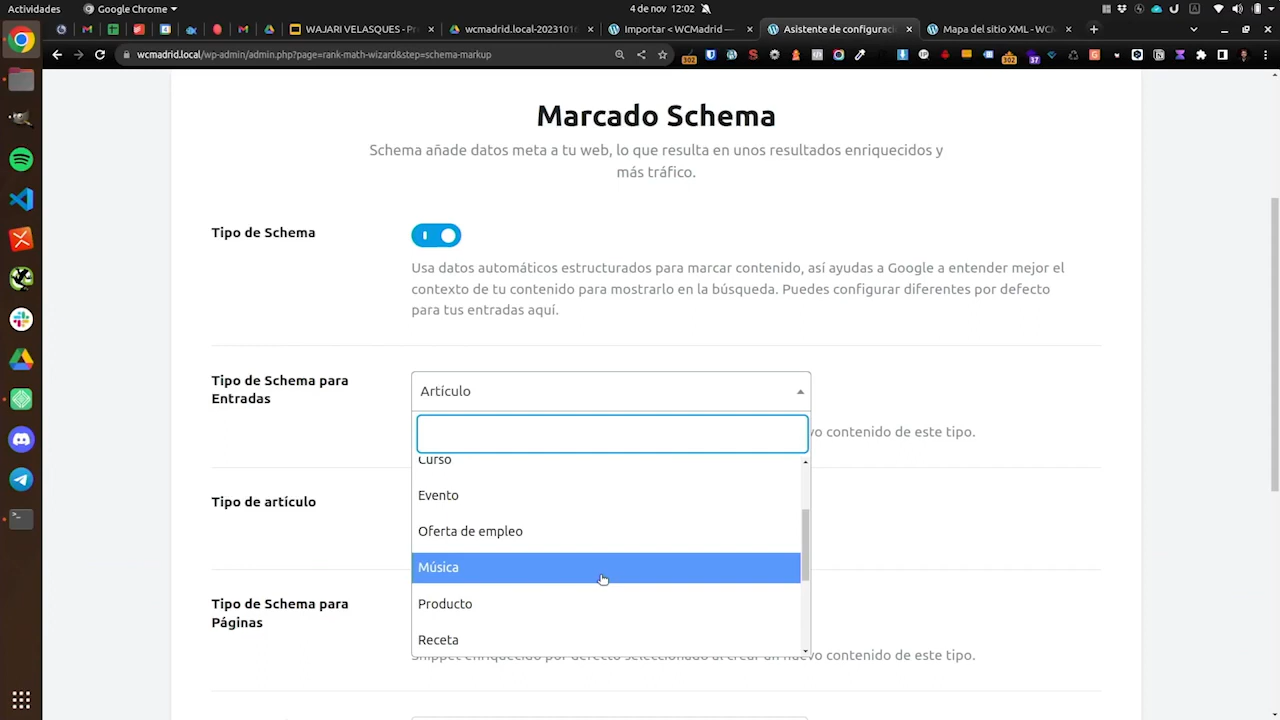 Actividades
Google Chrome
4 de nov 12:02
WAJARI VELASQUES - Pr
wcmadrid.local-20231010
Importar < WCMadrid —
Asistente de configuraci
Mapa del sitio XML - WCM
wcmadrid.local/wp-admin/admin.php?page=rank-math-wizard&step=schema-markup
302
302
37
Marcado Schema
Schema añade datos meta a tu web, lo que resulta en unos resultados enriquecidos y
más tráfico.
Tipo de Schema
Usa datos automáticos estructurados para marcar contenido, así ayudas a Google a entender mejor el
contexto de tu contenido para mostrarlo en la búsqueda. Puedes configurar diferentes por defecto
para tus entradas aquí.
Tipo de Schema para
Entradas
Artículo
vo contenido de este tipo.
Curso
Evento
Tipo de artículo
Oferta de empleo
Música
Tipo de Schema para
Páginas
Producto
Receta
Snippet enriquecido por defecto seleccionado al crear un nuevo contenido de este tipo.